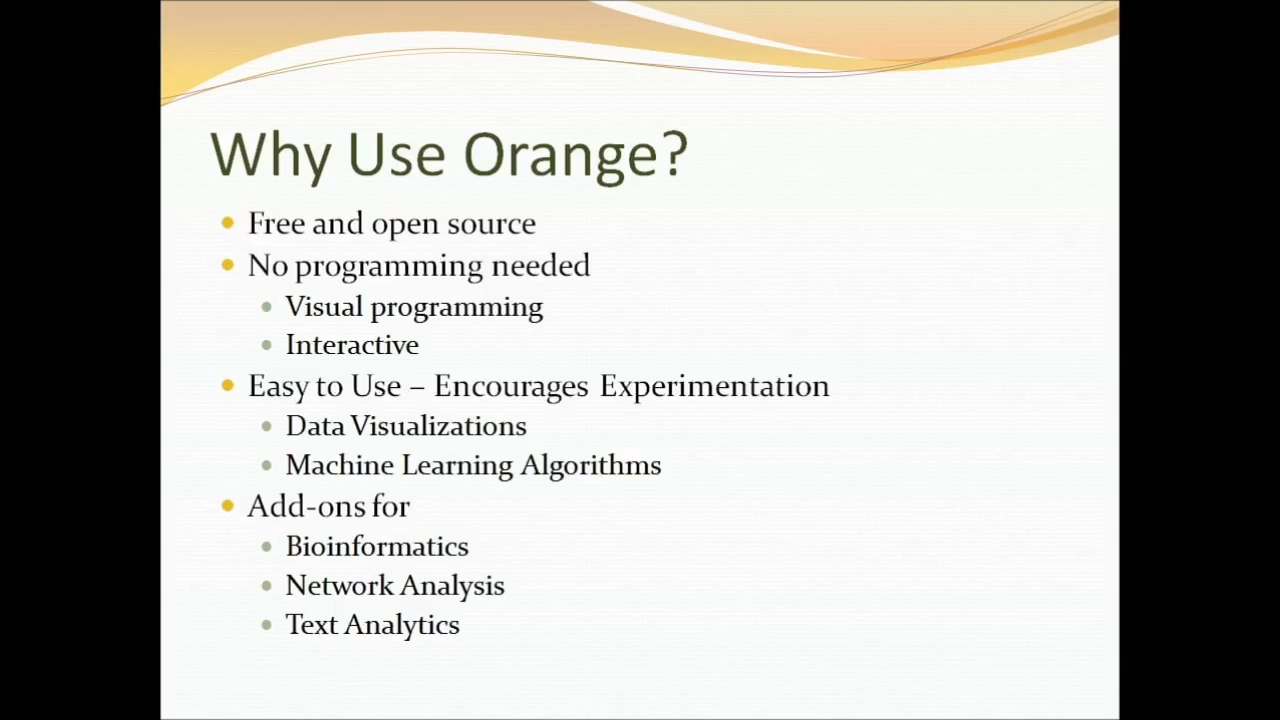 Why Use Orange?
Free and open source
No programming needed
Visual programming
Interactive
Easy to Use – Encourages Experimentation
Data Visualizations
Machine Learning Algorithms
Add-ons for
Bioinformatics
Network Analysis
Text Analytics